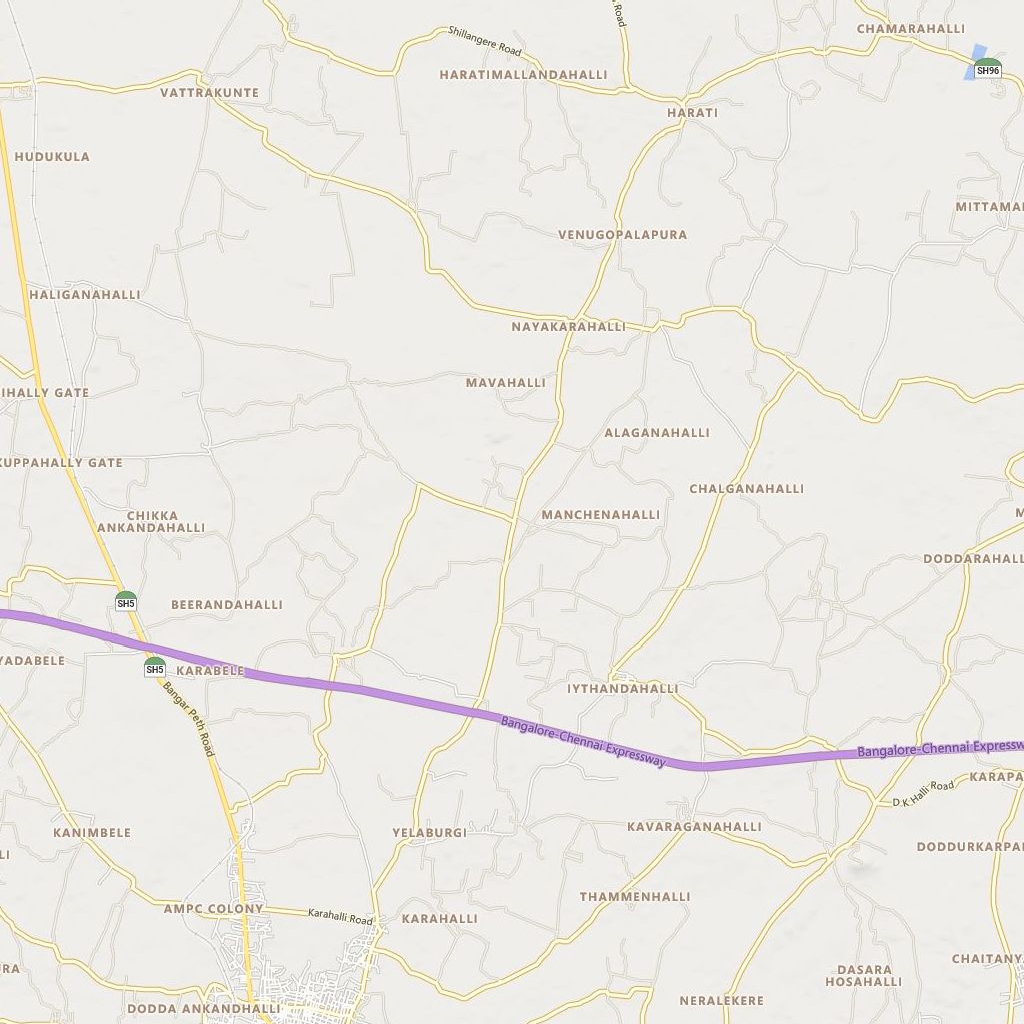 Road
CHAMARAHALLI
Shillangere Road
HARATIMALLANDAHALLI
SH96
VATTRAKUNTE
HARATI
HUDUKULA
MITTAMA
VENUGOPALAPURA
HALIGANAHALLI
NAYAKARAHALLI
MAVAHALLI
IHALLY GATE
ALAGANAHALLI
KUPPAHALLY GATE
CHALGANAHALLI
CHIKKA
ANKANDAHALLI
MANCHENAHALLI
M
DODDARAHALL
SH5
BEERANDAHALLI
YADABELE
SH5
KARABELE
IYTHANDAHALLI
Bangar Peth Road
Bangalore-Chennai Expressway
Bangalore-Chennai Expressw
KARAPA
D K Halli Road
KANIMBELE
YELABURGI
KAVARAGANAHALLI
DODDURKARPA
LI
THAMMENHALLI
AMPC COLONY
Karahalli Road
KARAHALLI
CHAITANY
RA
DASARA
HOSAHALLI
DODDA ANKANDHALLI
NERALEKERE